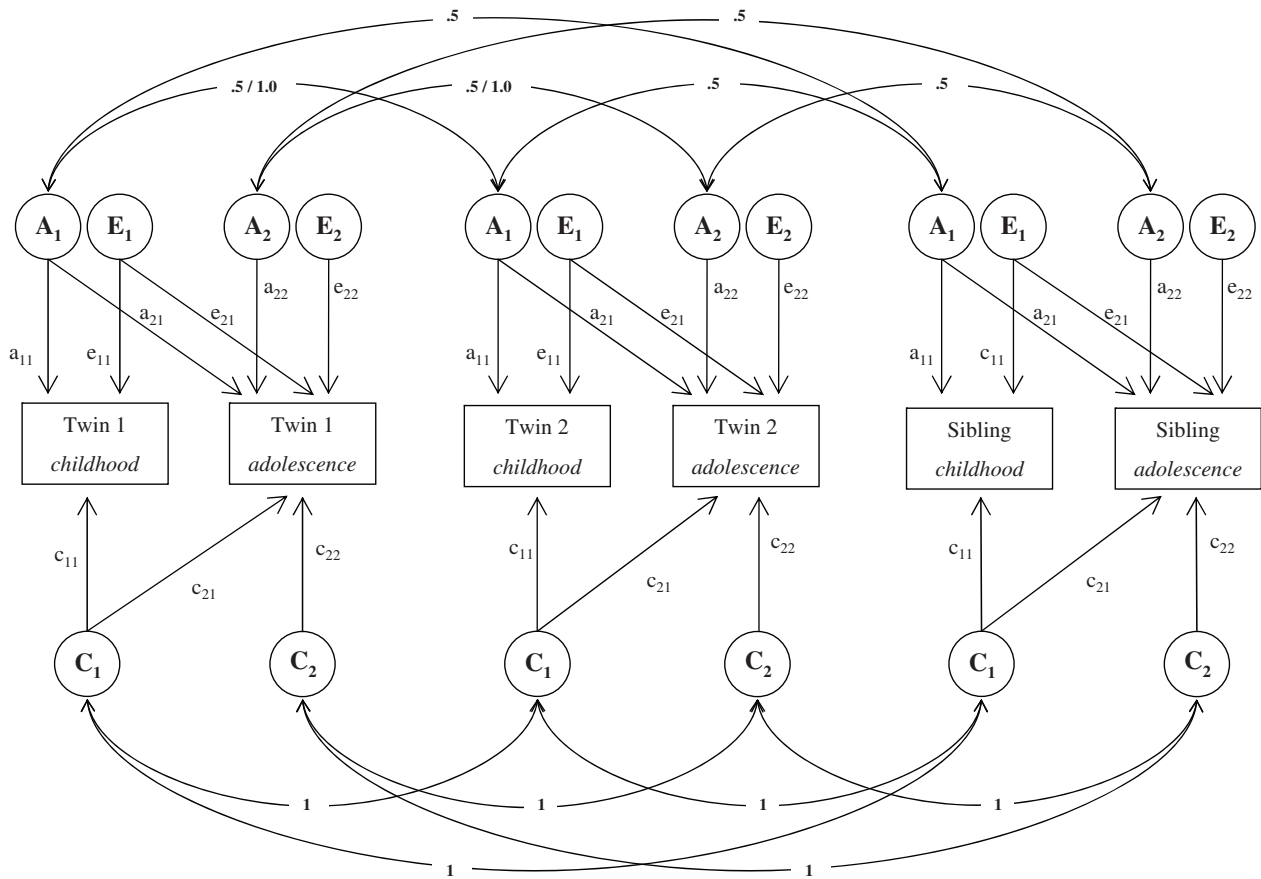 .5 .5
.5 / 1.0 .5 / 1.0 .5 .5
A₁ E₁ A₂ E₂ A₁ E₁ A₂ E₂ A₁ E₁ A₂ E₂
a₂₂ e₂₂ a₂₂ e₂₂ a₂₂ e₂₂
a₂₁ e₂₁ a₂₁ e₂₁ a₂₁ e₂₁
a₁₁ e₁₁ a₁₁ e₁₁ a₁₁ c₁₁
Twin 1 Twin 1 Twin 2 Twin 2 Sibling Sibling
childhood adolescence childhood adolescence childhood adolescence
c₁₁ c₂₂ c₁₁ c₂₂ c₁₁ c₂₂
c₂₁ c₂₁ c₂₁
C₁ C₂ C₁ C₂ C₁ C₂
1 1 1 1
1 1